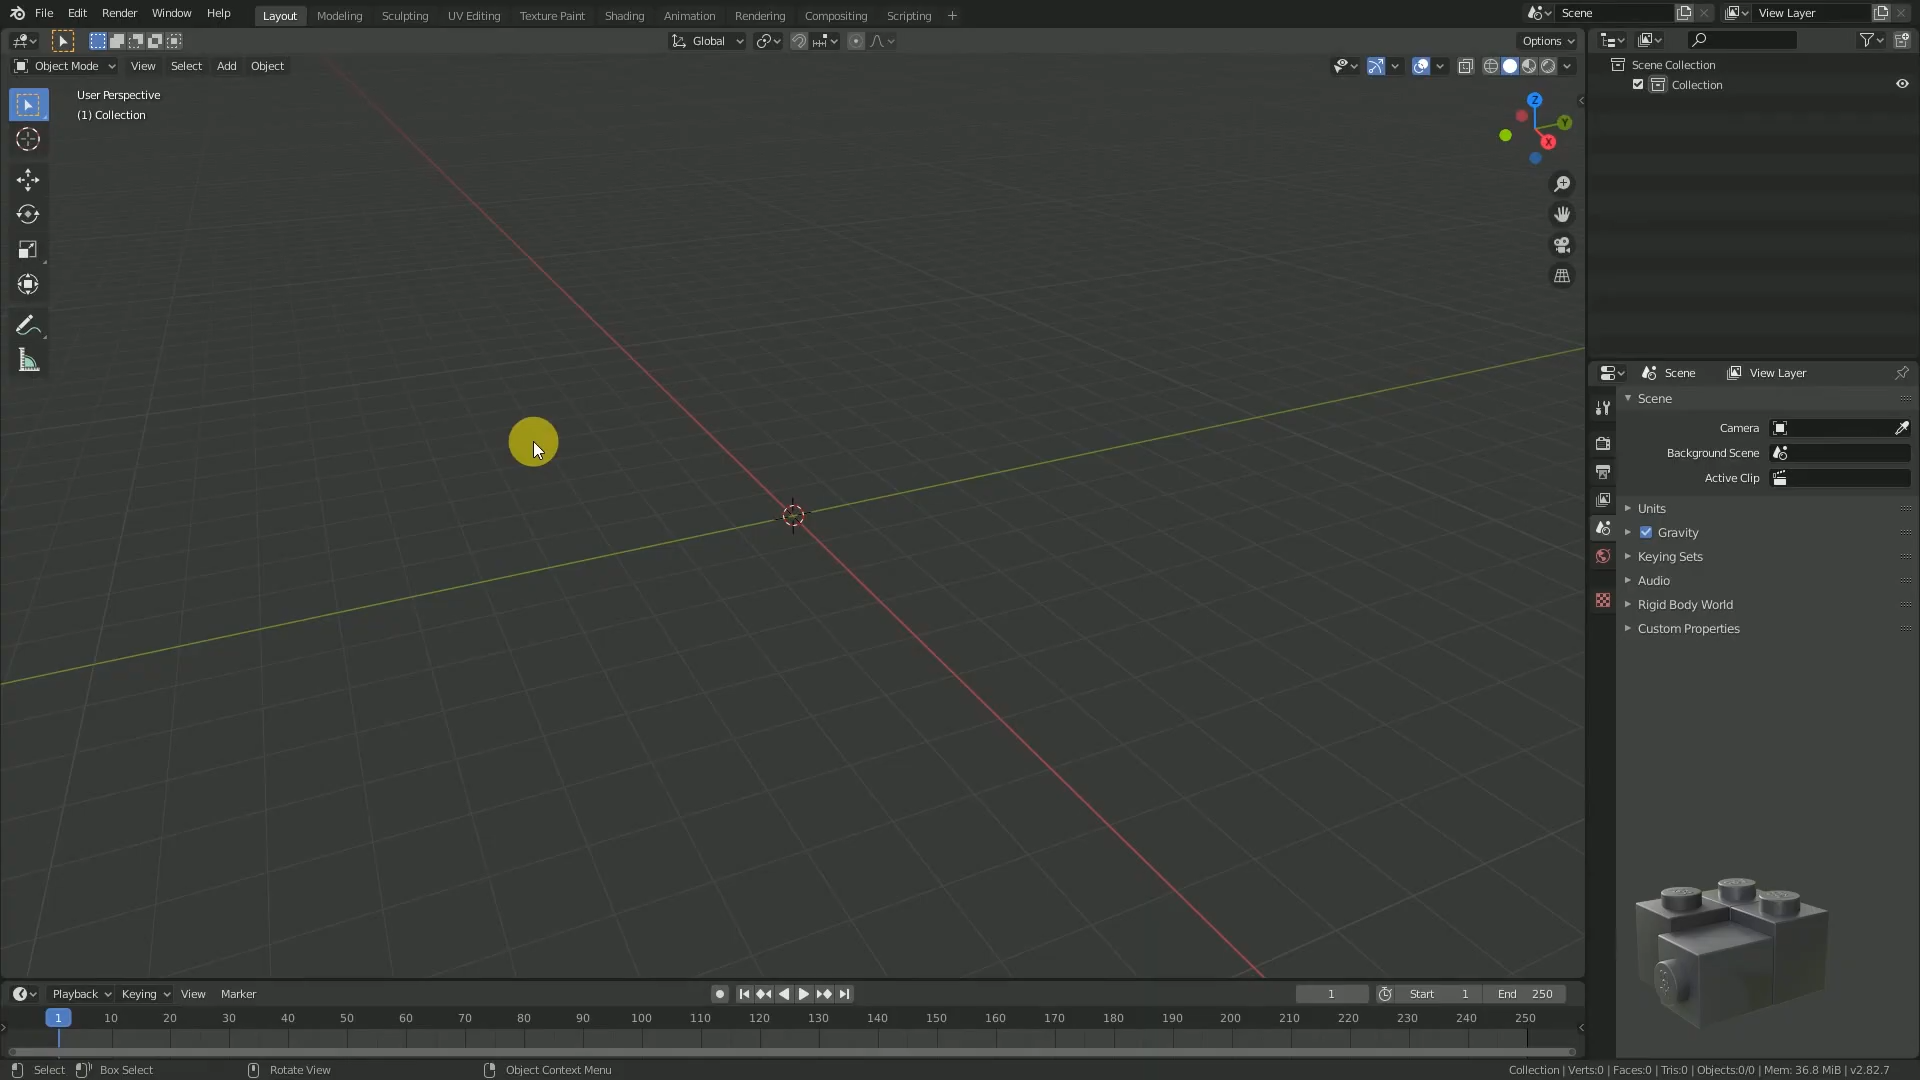 File Edit Render Window Help Layout Modeling Sculpting UV Editing Texture Paint Shading Animation Rendering Compositing Scripting + Scene View Layer
Global Options
Object Mode View Select Add Object
User Perspective
(1) Collection
Z
Y
X
Scene Collection
Collection
Scene View Layer
Scene
Camera
Background Scene
Active Clip
Units
Gravity
Keying Sets
Audio
Rigid Body World
Custom Properties
Playback Keying View Marker 1 Start 1 End 250
1 10 20 30 40 50 60 70 80 90 100 110 120 130 140 150 160 170 180 190 200 210 220 230 240 250
Select Box Select Rotate View Object Context Menu Collection | Verts:0 | Faces:0 | Tris:0 | Objects:0/0 | Mem: 36.8 MiB | v2.82.7